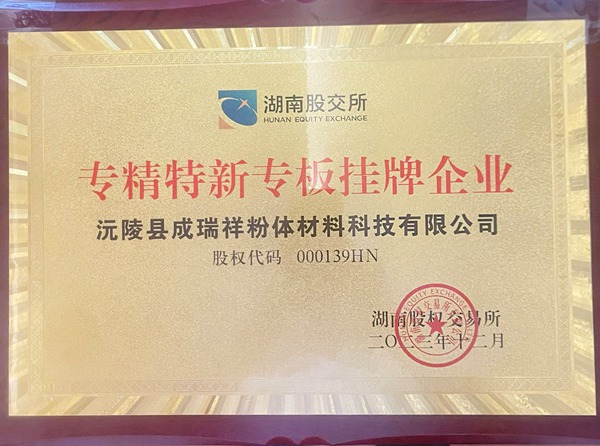 湖南股交所
HUNAN EQUITY EXCHANGE
专精特新专板挂牌企业
沅陵县成瑞祥粉体材料科技有限公司
股权代码 000139HN
湖南股权交易所
二〇二三年十二月